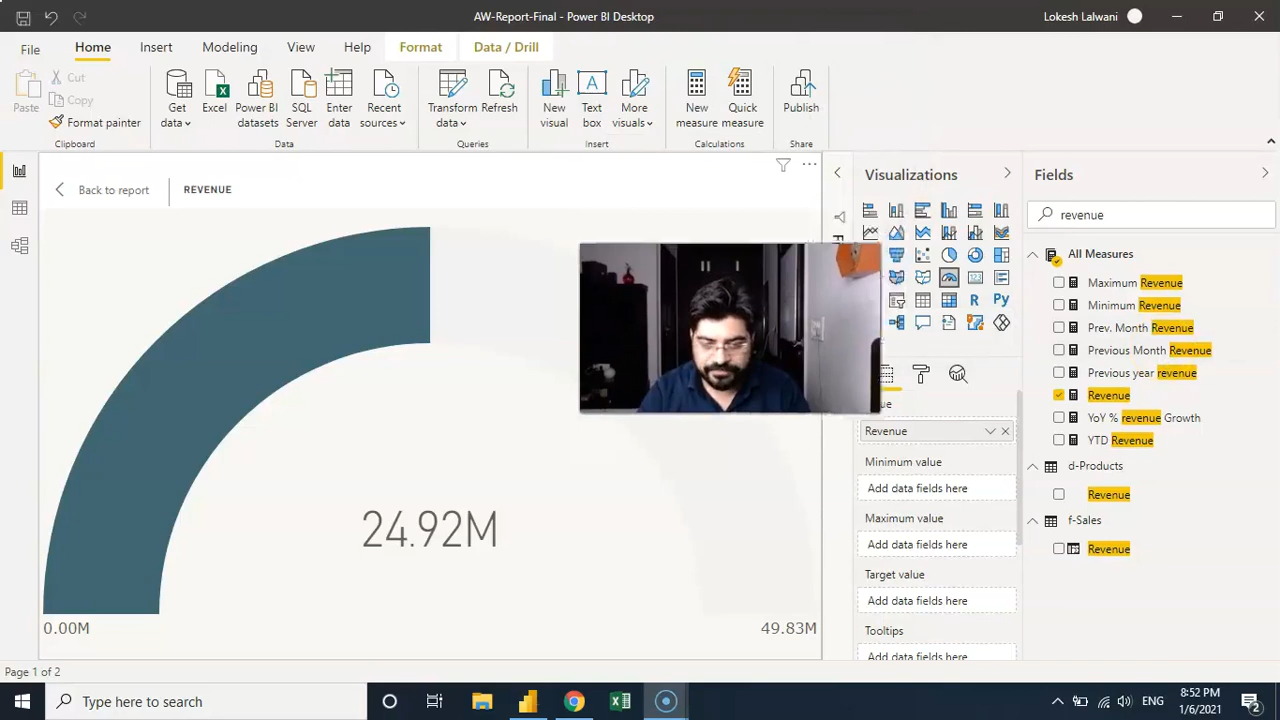 AW-Report-Final - Power BI Desktop
Lokesh Lalwani
File
Home
Insert
Modeling
View
Help
Format
Data / Drill
Paste
Cut
Copy
Format painter
Clipboard
Get data
Excel
Power BI datasets
SQL Server
Enter data
Recent sources
Data
Transform data
Refresh
Queries
New visual
Text box
More visuals
Insert
New measure
Quick measure
Calculations
Publish
Share
Back to report
REVENUE
24.92M
0.00M
49.83M
Visualizations
R
Py
Revenue
Minimum value
Add data fields here
Maximum value
Add data fields here
Target value
Add data fields here
Tooltips
Add data fields here
Fields
revenue
All Measures
Maximum Revenue
Minimum Revenue
Prev. Month Revenue
Previous Month Revenue
Previous year revenue
Revenue
YoY % revenue Growth
YTD Revenue
d-Products
Revenue
f-Sales
Revenue
Page 1 of 2
Type here to search
ENG
8:52 PM
1/6/2021
2